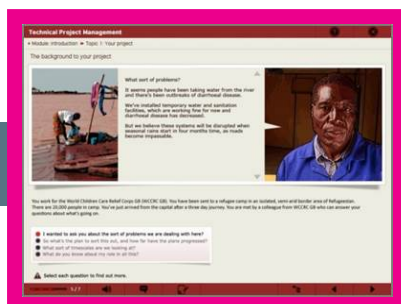 Technical Project Management
Module introduction ► Topic 1: Your project
The background to your project
What sort of problems?
It seems people have been taking water from the river
and there's been outbreaks of diarrhoeal disease.
We've installed temporary water and sanitation
facilities, which are working fine for now and
diarrhoeal disease has decreased.
But we believe these systems will be disrupted when
seasonal rains start in four months time, as roads
become impassable.
You work for the World Children Care Relief Corps GB (WCCRC GB). You have been sent to a refugee camp in an isolated, semi-arid border area of Refugeestan.
There are 20,000 people in camp. You've just arrived from the capital after a three day journey. You are met by a colleague from WCCRC GB who can answer your
questions about what's going on.
I wanted to ask you about the sort of problems we are dealing with here?
So what's the plan to sort this out, and how far have the plans progressed?
What sort of timescales are we looking at?
What do you know about my role in all this?
Select each question to find out more.